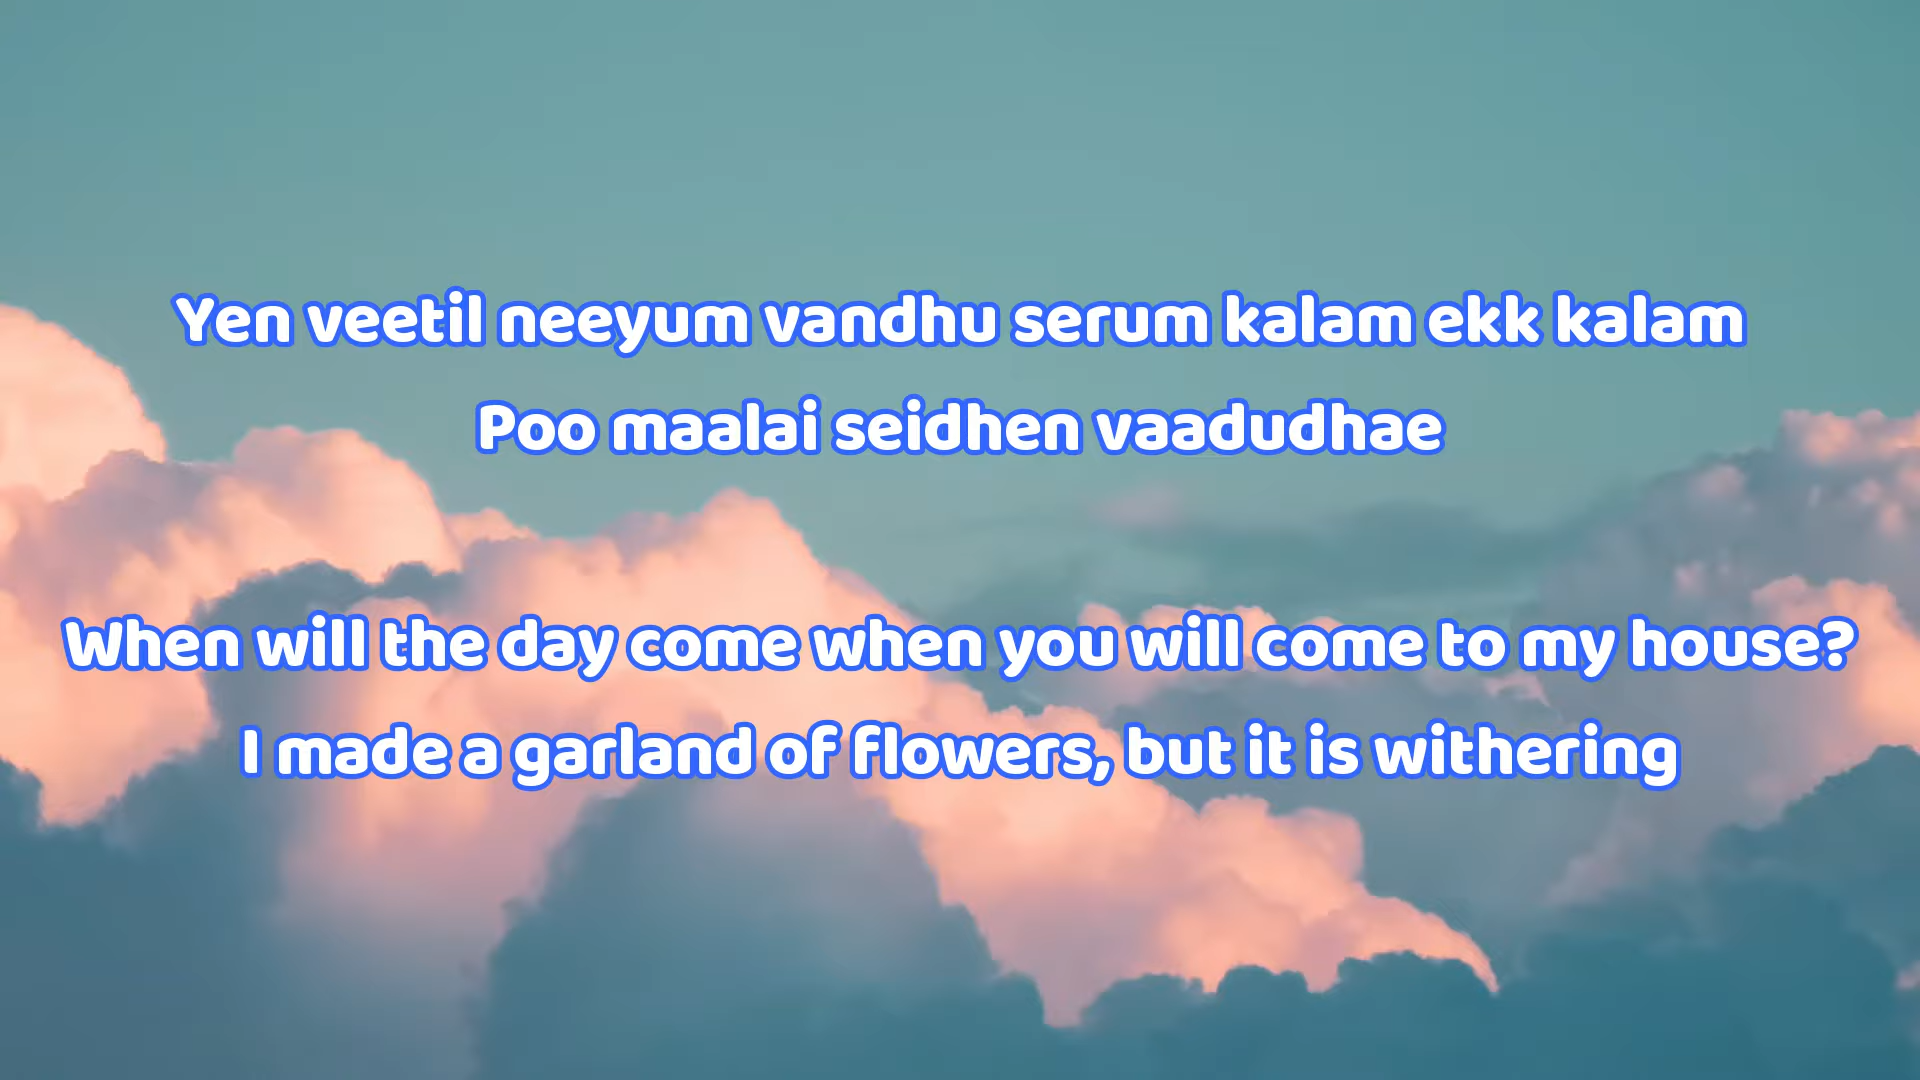 Yen veetil neeyum vandhu serum kalam ekk kalam
Poo maalai seidhen vaadudhae
When will the day come when you will come to my house?
I made a garland of flowers, but it is withering